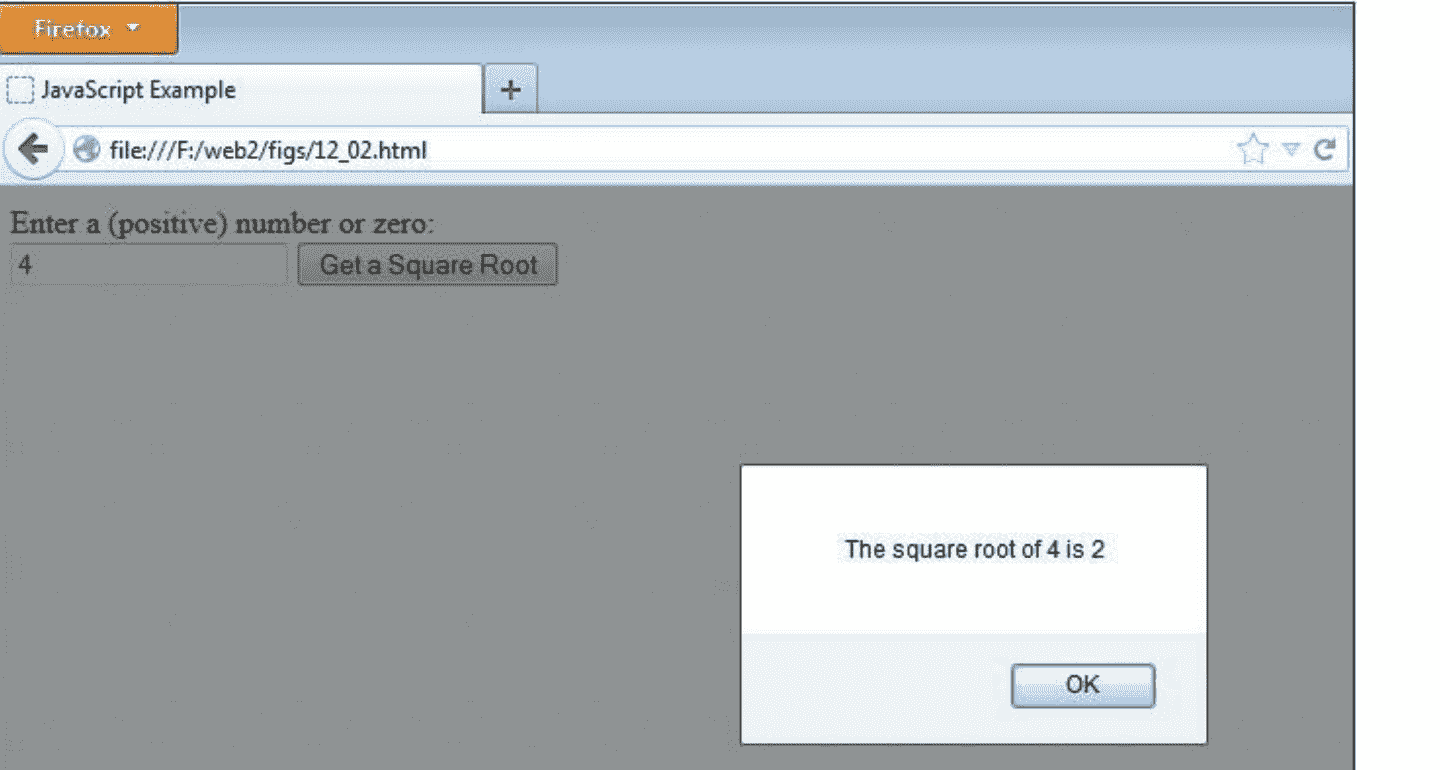 Firefox
JavaScript Example
+
file:///F:/web2/figs/12_02.html
Enter a (positive) number or zero:
4 Get a Square Root
The square root of 4 is 2
OK